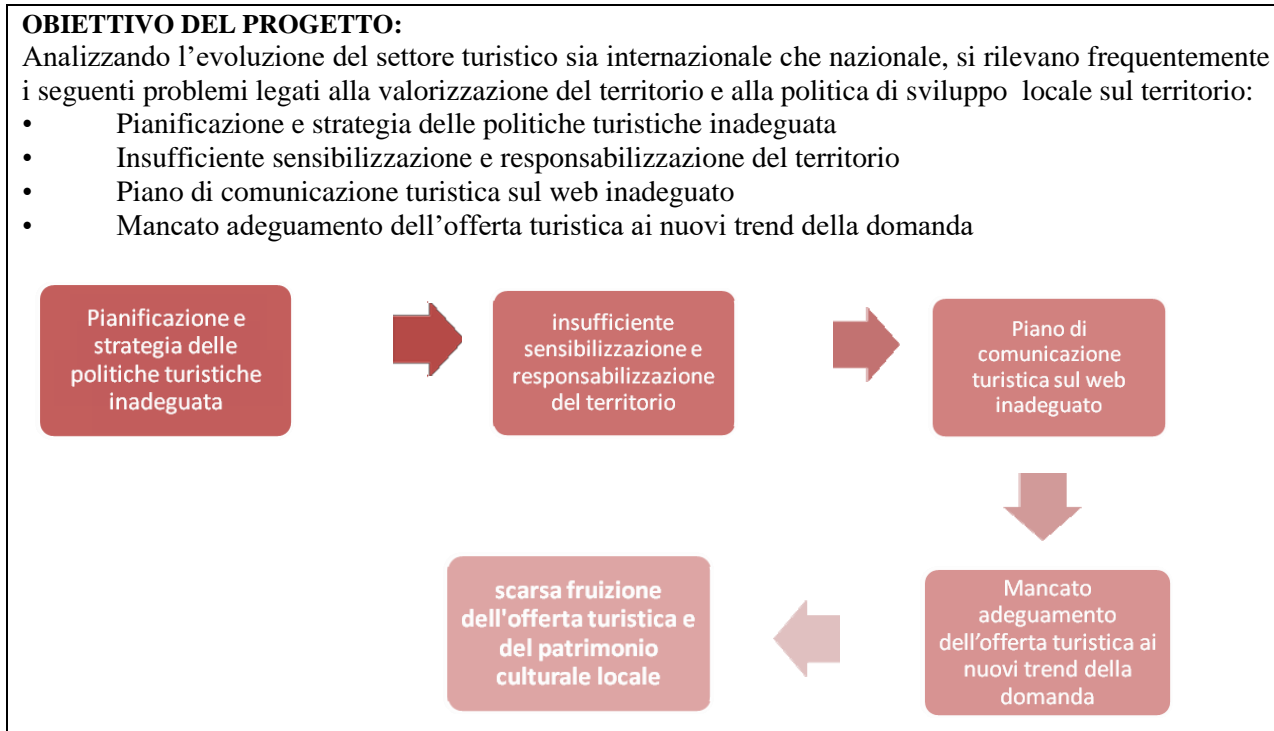 OBIETTIVO DEL PROGETTO:
Analizzando l’evoluzione del settore turistico sia internazionale che nazionale, si rilevano frequentemente
i seguenti problemi legati alla valorizzazione del territorio e alla politica di sviluppo locale sul territorio:
• Pianificazione e strategia delle politiche turistiche inadeguata
• Insufficiente sensibilizzazione e responsabilizzazione del territorio
• Piano di comunicazione turistica sul web inadeguato
• Mancato adeguamento dell’offerta turistica ai nuovi trend della domanda
Pianificazione e
strategia delle
politiche turistiche
inadeguata
insufficiente
sensibilizzazione e
responsabilizzazione
del territorio
Piano di
comunicazione
turistica sul web
inadeguato
Mancato
adeguamento
dell’offerta turistica ai
nuovi trend della
domanda
scarsa fruizione
dell'offerta turistica e
del patrimonio
culturale locale